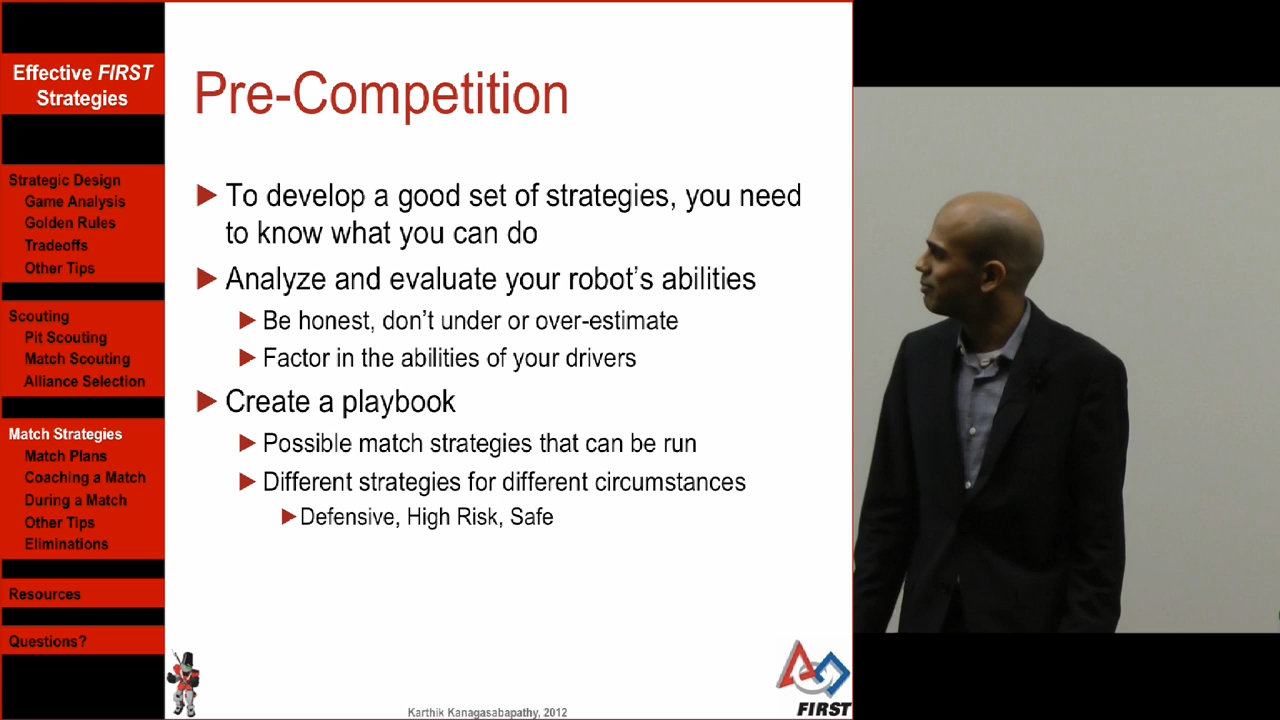 Effective FIRST
Strategies
Strategic Design
Game Analysis
Golden Rules
Tradeoffs
Other Tips
Scouting
Pit Scouting
Match Scouting
Alliance Selection
Match Strategies
Match Plans
Coaching a Match
During a Match
Other Tips
Eliminations
Resources
Questions?
Pre-Competition
To develop a good set of strategies, you need
to know what you can do
Analyze and evaluate your robot's abilities
Be honest, don't under or over-estimate
Factor in the abilities of your drivers
Create a playbook
Possible match strategies that can be run
Different strategies for different circumstances
Defensive, High Risk, Safe
Karthik Kanagasabapathy, 2012
FIRST